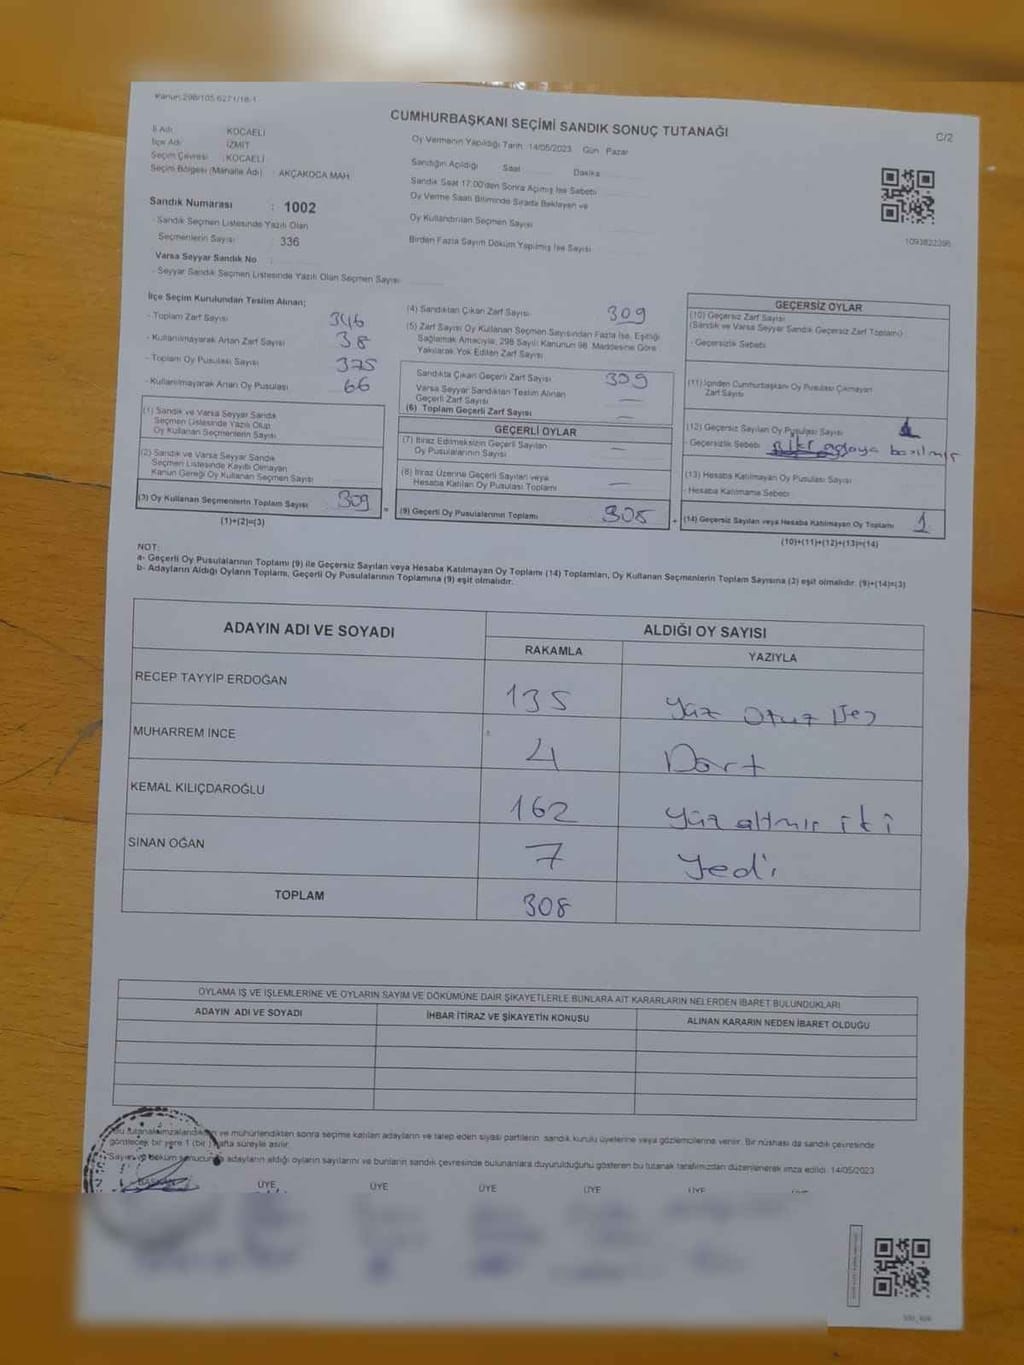 Kanun:298/105.6271/18-1
CUMHURBAŞKANI SEÇİMİ SANDIK SONUÇ TUTANAĞI
C/2
İl Adı KOCAELİ
İlçe Adı İZMİT
Seçim Çevresi : KOCAELİ
Seçim Bölgesi (Mahalle Adı) : AKÇAKOCA MAH
Oy Vermenin Yapıldığı Tarih :14/05/2023 Gün Pazar
Sandığın Açıldığı Saat Dakika
Sandık Saat 17:00'den Sonra Açımış İse Sebebi
Oy Verme Saati Bitiminde Sırada Bekleyen ve
Oy Kullandırılan Seçmen Sayısı
Birden Fazla Sayım Döküm Yapılmış İse Sayısı
1093822396
Sandık Numarası : 1002
- Sandık Seçmen Listesinde Yazılı Olan
Seçmenlerin Sayısı 336
Varsa Seyyar Sandık No
- Seyyar Sandık Seçmen Listesinde Yazılı Olan Seçmen Sayısı
İlçe Seçim Kurulundan Teslim Alınan;
- Toplam Zarf Sayısı 346
- Kullanılmayarak Artan Zarf Sayısı 38
- Toplam Oy Pusulası Sayısı 375
- Kullanılmayarak Artan Oy Pusulası 66
(1) Sandık ve Varsa Seyyar Sandık
Seçmen Listesinde Yazılı Olup
Oy Kullanan Seçmenlerin Sayısı
(2) Sandık ve Varsa Seyyar Sandık
Seçmen Listesinde Kaydı Olmayan
Kanun Gereği Oy Kullanan Seçmen Sayısı
(3) Oy Kullanan Seçmenlerin Toplam Sayısı 309
(1)+(2)=(3)
(4) Sandıktan Çıkan Zarf Sayısı 309
(5) Zarf Sayısı Oy Kullanan Seçmen Sayısından Fazla İse, Eşitliği
Sağlamak Amacıyla, 298 Sayılı Kanunun 98. Maddesine Göre
Yakılarak Yok Edilen Zarf Sayısı
Sandıkta Çıkan Geçerli Zarf Sayısı 309
Varsa Seyyar Sandıktan Teslim Alınan
Geçerli Zarf Sayısı —
(6) Toplam Geçerli Zarf Sayısı —
GEÇERLİ OYLAR
(7) İtiraz Edilmeksizin Geçerli Sayılan
Oy Pusulalarının Sayısı —
(8) İtiraz Üzerine Geçerli Sayılan veya
Hesaba Katılan Oy Pusulası Toplamı —
= (9) Geçerli Oy Pusulalarının Toplamı 308
GEÇERSİZ OYLAR
(10) Geçersiz Zarf Sayısı
(Sandık ve Varsa Seyyar Sandık Geçersiz Zarf Toplamı)
- Geçersizlik Sebebi
(11) İçinden Cumhurbaşkanı Oy Pusulası Çıkmayan
Zarf Sayısı
(12) Geçersiz Sayılan Oy Pusulası Sayısı 1
- Geçersizlik Sebebi basılmış
(13) Hesaba Katılmayan Oy Pusulası Sayısı
- Hesaba Katılmama Sebebi
+ (14) Geçersiz Sayılan veya Hesaba Katılmayan Oy Toplamı 1
(10)+(11)+(12)+(13)=(14)
NOT:
a- Geçerli Oy Pusulalarının Toplamı (9) ile Geçersiz Sayılan veya Hesaba Katılmayan Oy Toplamı (14) Toplamları, Oy Kullanan Seçmenlerin Toplam Sayısına (3) eşit olmalıdır. (9)+(14)=(3)
b- Adayların Aldığı Oyların Toplamı, Geçerli Oy Pusulalarının Toplamına (9) eşit olmalıdır.
ADAYIN ADI VE SOYADI
ALDIĞI OY SAYISI
RAKAMLA YAZIYLA
RECEP TAYYİP ERDOĞAN 135 yüz otuz beş
MUHARREM İNCE 4 Dört
KEMAL KILIÇDAROĞLU 162 yüz altmış iki
SİNAN OĞAN 7 yedi
TOPLAM 308
OYLAMA İŞ VE İŞLEMLERİNE VE OYLARIN SAYIM VE DÖKÜMÜNE DAİR ŞİKAYETLERLE BUNLARA AİT KARARLARIN NELERDEN İBARET BULUNDUKLARI
ADAYIN ADI VE SOYADI İHBAR İTİRAZ VE ŞİKAYETİN KONUSU ALINAN KARARIN NEDEN İBARET OLDUĞU
ve mühürlendikten sonra seçime katılan adayların ve talep eden siyasi partilerin sandık kurulu üyelerine veya gözlemcilerine verilir. Bir nüshası da sandık çevresinde
görülecek bir yere 1 (bir) hafta süreyle asılır.
Sayım ve döküm sonucunda adayların aldığı oyların sayılarını ve bunların sandık çevresinde bulunanlara duyurulduğunu gösteren bu tutanak tarafımızdan düzenlenerek imza edildi. 14/05/2023
BAŞKAN ÜYE ÜYE ÜYE ÜYE ÜYE